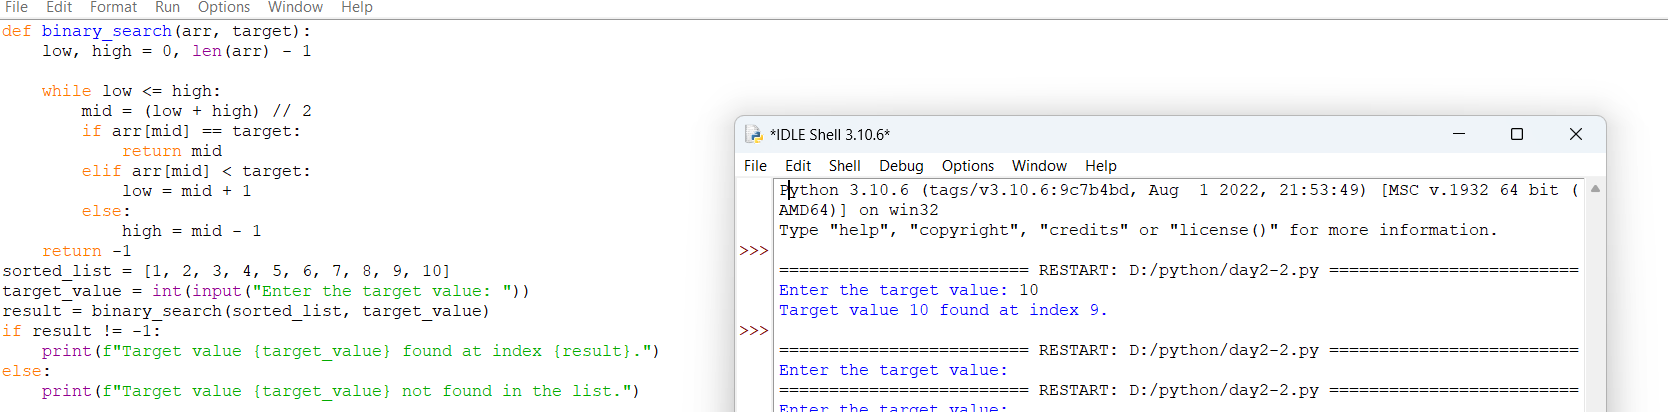 File Edit Format Run Options Window Help
def binary_search(arr, target):
    low, high = 0, len(arr) - 1
    while low <= high:
        mid = (low + high) // 2
        if arr[mid] == target:
            return mid
        elif arr[mid] < target:
            low = mid + 1
        else:
            high = mid - 1
    return -1
sorted_list = [1, 2, 3, 4, 5, 6, 7, 8, 9, 10]
target_value = int(input("Enter the target value: "))
result = binary_search(sorted_list, target_value)
if result != -1:
    print(f"Target value {target_value} found at index {result}.")
else:
    print(f"Target value {target_value} not found in the list.")
*IDLE Shell 3.10.6*
File Edit Shell Debug Options Window Help
Python 3.10.6 (tags/v3.10.6:9c7b4bd, Aug  1 2022, 21:53:49) [MSC v.1932 64 bit (
AMD64)] on win32
Type "help", "copyright", "credits" or "license()" for more information.
>>>
========================= RESTART: D:/python/day2-2.py =========================
Enter the target value: 10
Target value 10 found at index 9.
>>>
========================= RESTART: D:/python/day2-2.py =========================
Enter the target value:
========================= RESTART: D:/python/day2-2.py =========================
Enter the target value: